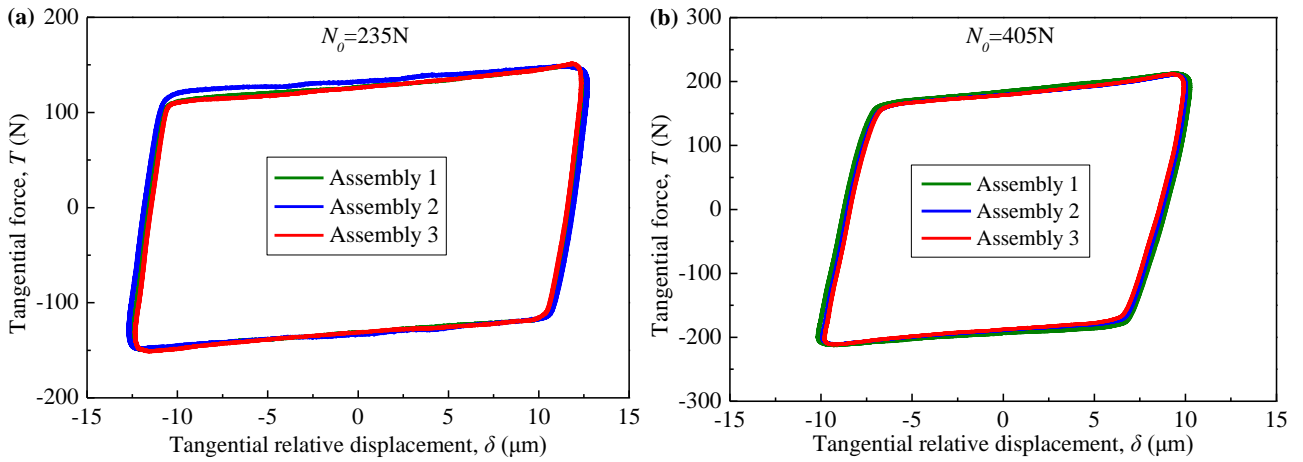 (a)
N0=235N
Tangential force, T (N)
200
100
0
-100
-200
Assembly 1
Assembly 2
Assembly 3
-15 -10 -5 0 5 10 15
Tangential relative displacement, δ (μm)
(b)
N0=405N
Tangential force, T (N)
300
200
100
0
-100
-200
-300
Assembly 1
Assembly 2
Assembly 3
-15 -10 -5 0 5 10 15
Tangential relative displacement, δ (μm)